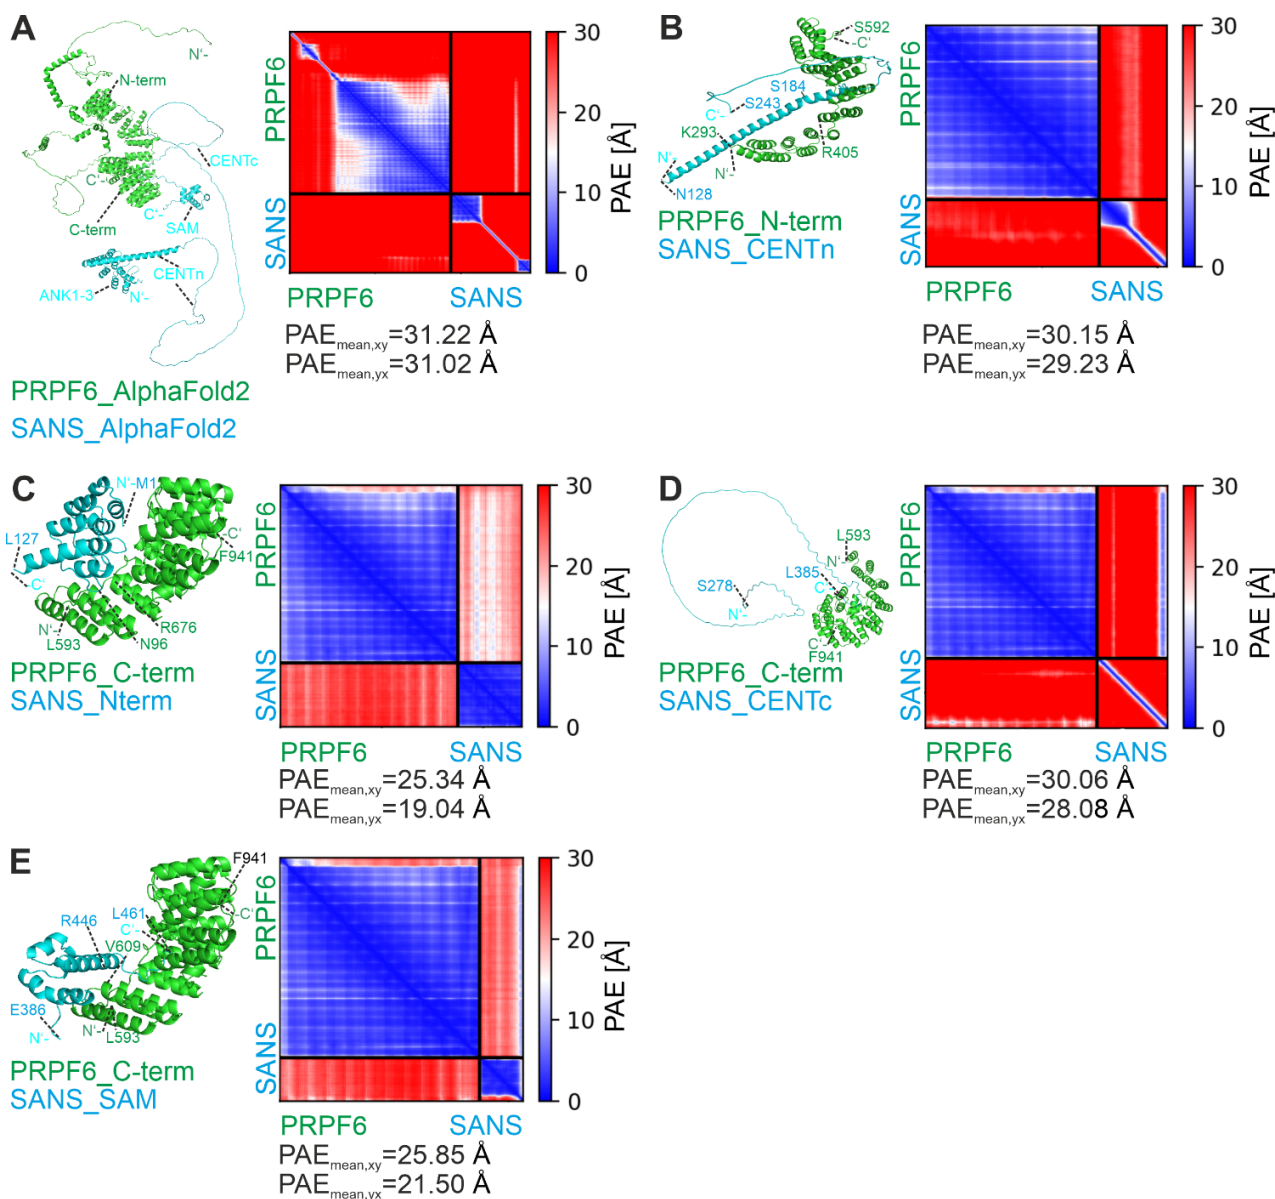 A
N'-
N-term
CENTc
C'-
C'-
SAM
C-term
CENTn
ANK1-3
N'-
PRPF6_AlphaFold2
SANS_AlphaFold2
PRPF6
SANS
PRPF6
SANS
30
20
10
0
PAE [Å]
PAEmean,xy=31.22 Å
PAEmean,yx=31.02 Å
B
S592
-C'
S184
S243
C'-
K293
R405
N'-
N'-
N128
PRPF6_N-term
SANS_CENTn
PRPF6
SANS
PRPF6
SANS
30
20
10
0
PAE [Å]
PAEmean,xy=30.15 Å
PAEmean,yx=29.23 Å
C
N'-M1
L127
-C'
F941
C'
R676
N'-
L593
N96
PRPF6_C-term
SANS_Nterm
PRPF6
SANS
PRPF6
SANS
30
20
10
0
PAE [Å]
PAEmean,xy=25.34 Å
PAEmean,yx=19.04 Å
D
L593
N'-
L385
S278
C'
N'-
C'-
F941
PRPF6_C-term
SANS_CENTc
PRPF6
SANS
PRPF6
SANS
30
20
10
0
PAE [Å]
PAEmean,xy=30.06 Å
PAEmean,yx=28.08 Å
E
F941
R446
L461
-C'
C'-
V609
E386
N'-
N'-
L593
PRPF6_C-term
SANS_SAM
PRPF6
SANS
PRPF6
SANS
30
20
10
0
PAE [Å]
PAEmean,xy=25.85 Å
PAEmean,yx=21.50 Å